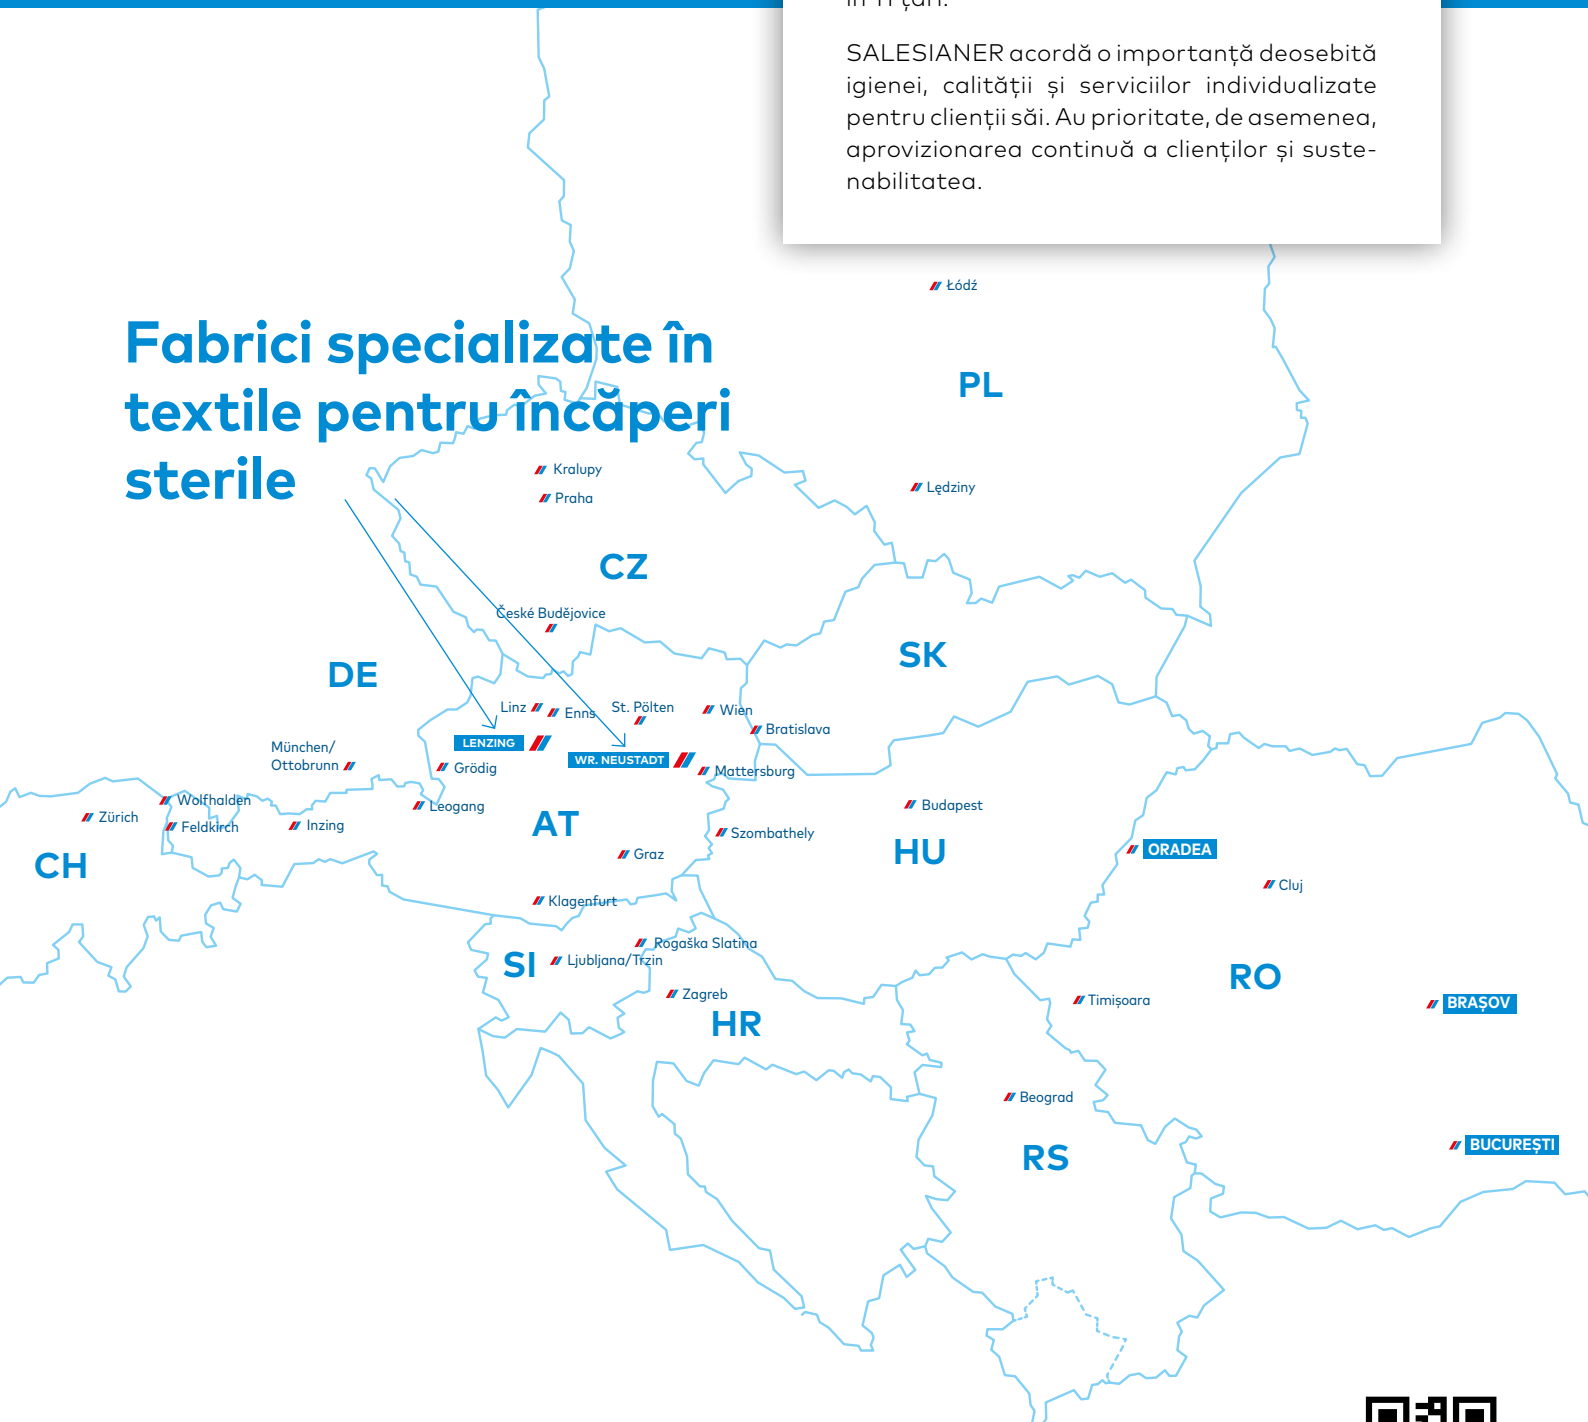 în 11 țări.
SALESIANER acordă o importanță deosebită
igienei, calității și serviciilor individualizate
pentru clienții săi. Au prioritate, de asemenea,
aprovizionarea continuă a clienților și suste-
nabilitatea.
Łódź
Fabrici specializate în
textile pentru încăperi
sterile
PL
Kralupy
Praha
Lędziny
CZ
České Budějovice
SK
DE
Linz
Enns
St. Pölten
Wien
Bratislava
LENZING
WR. NEUSTADT
München/
Ottobrunn
Grödig
Mattersburg
Wolfhalden
Zürich
Feldkirch
Inzing
Leogang
AT
Budapest
Szombathely
CH
Graz
HU
ORADEA
Cluj
Klagenfurt
Rogaška Slatina
SI
Ljubljana/Trzin
RO
Zagreb
Timișoara
BRAȘOV
HR
Beograd
BUCUREȘTI
RS